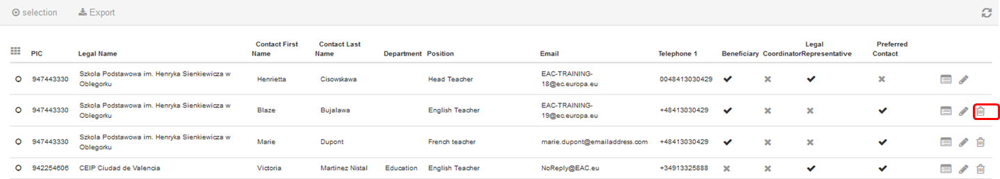 selection Export
PIC Legal Name Contact First Name Contact Last Name Department Position Email Telephone 1 Beneficiary Coordinator Legal Representative Preferred Contact
947443330 Szkola Podstawowa im. Henryka Sienkiewicza w Oblegorku Henrietta Cisowskawa Head Teacher EAC-TRAINING-18@ec.europa.eu 0048413030429
947443330 Szkola Podstawowa im. Henryka Sienkiewicza w Oblegorku Blaze Bujalawa English Teacher EAC-TRAINING-19@ec.europa.eu +48413030429
947443330 Szkola Podstawowa im. Henryka Sienkiewicza w Oblegorku Marie Dupont French teacher marie.dupont@emailaddress.com +48413030429
942254606 CEIP Ciudad de Valencia Victoria Martinez Nistal Education English Teacher NoReply@EAC.eu +34913325888